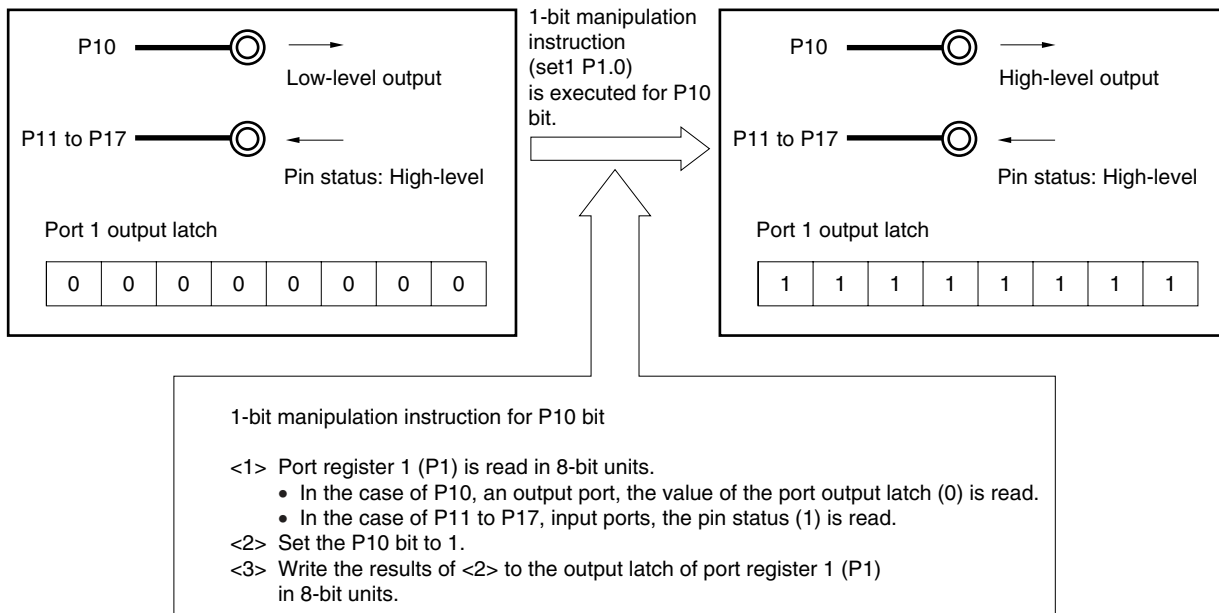 P10
Low-level output
P11 to P17
Pin status: High-level
Port 1 output latch
0 0 0 0 0 0 0 0
1-bit manipulation
instruction
(set1 P1.0)
is executed for P10
bit.
P10
High-level output
P11 to P17
Pin status: High-level
Port 1 output latch
1 1 1 1 1 1 1 1
1-bit manipulation instruction for P10 bit
<1> Port register 1 (P1) is read in 8-bit units.
• In the case of P10, an output port, the value of the port output latch (0) is read.
• In the case of P11 to P17, input ports, the pin status (1) is read.
<2> Set the P10 bit to 1.
<3> Write the results of <2> to the output latch of port register 1 (P1)
in 8-bit units.